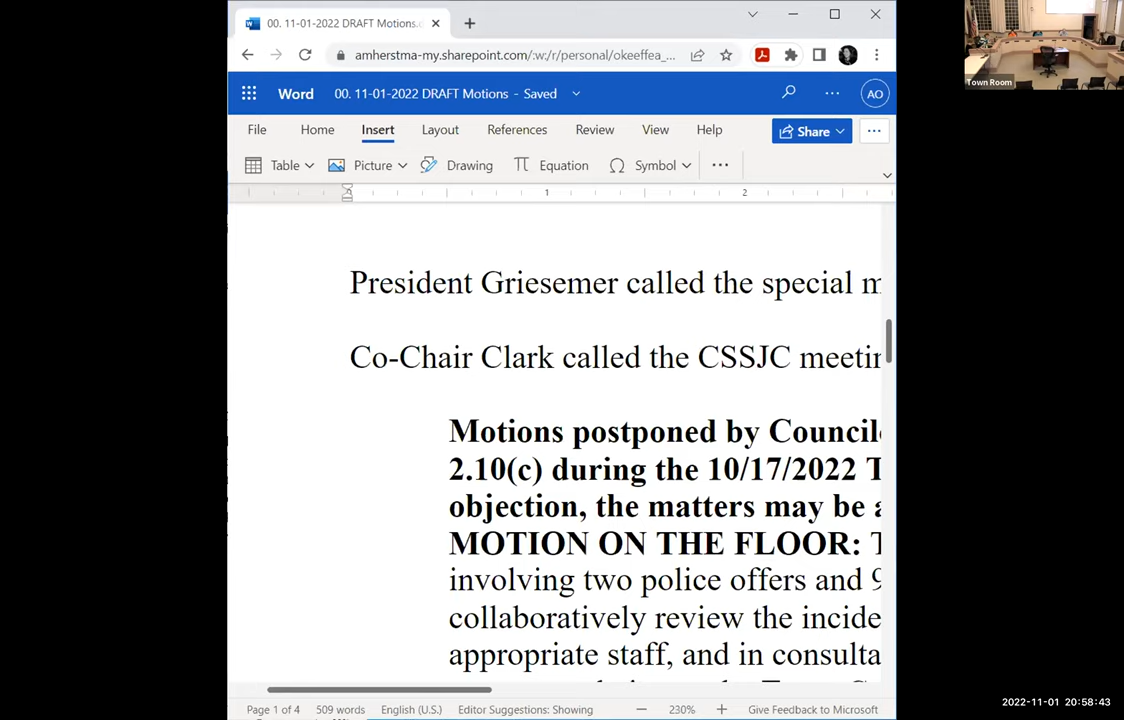 00. 11-01-2022 DRAFT Motions.
amherstma-my.sharepoint.com/:w:/r/personal/okeeffea_...
Word 00. 11-01-2022 DRAFT Motions - Saved AO
File Home Insert Layout References Review View Help Share
Table Picture Drawing Equation Symbol
1 2
President Griesemer called the special
Co-Chair Clark called the CSSJC
Motions postponed by
2.10(c) during the 10/17/2022
objection, the matters may be
MOTION ON THE FLOOR:
involving two police offers and
collaboratively review the
appropriate staff, and in
Page 1 of 4 509 words English (U.S.) Editor Suggestions: Showing 230% Give Feedback to Microsoft
Town Room
2022-11-01 20:58:43